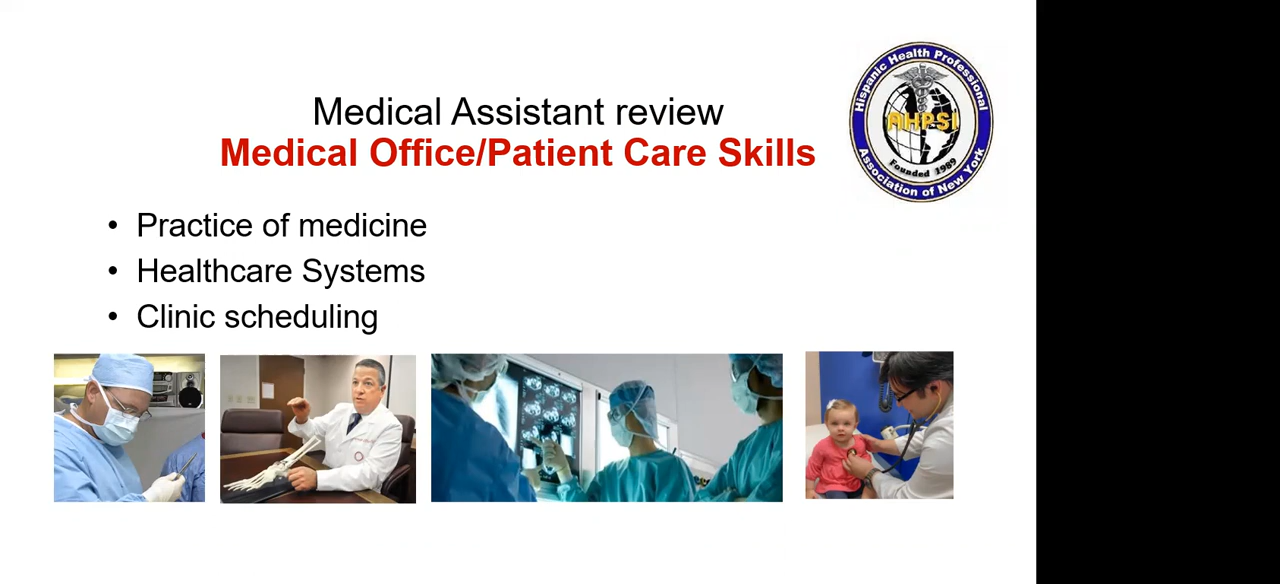 Medical Assistant review
Medical Office/Patient Care Skills
Hispanic Health Professional
AHPSI
Founded 1989
Association of New York
• Practice of medicine
• Healthcare Systems
• Clinic scheduling